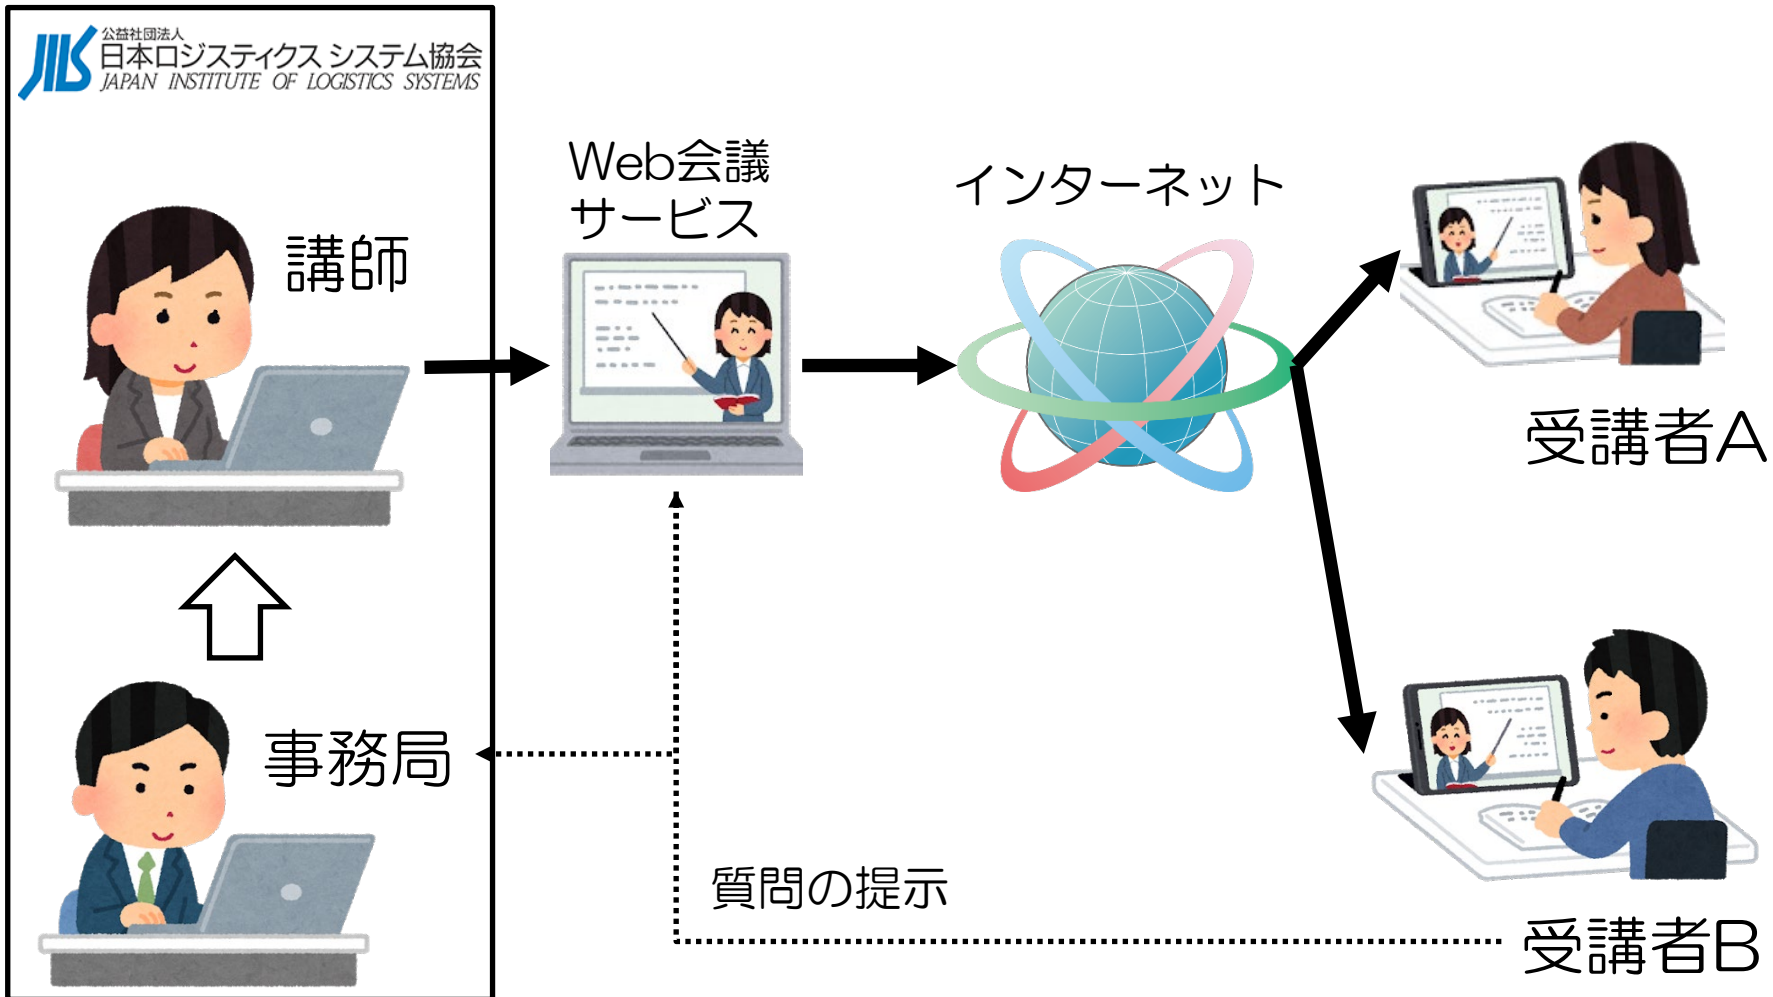 公益社団法人
日本ロジスティクス システム協会
JAPAN INSTITUTE OF LOGISTICS SYSTEMS
講師
Web会議
サービス
インターネット
受講者A
事務局
質問の提示
受講者B